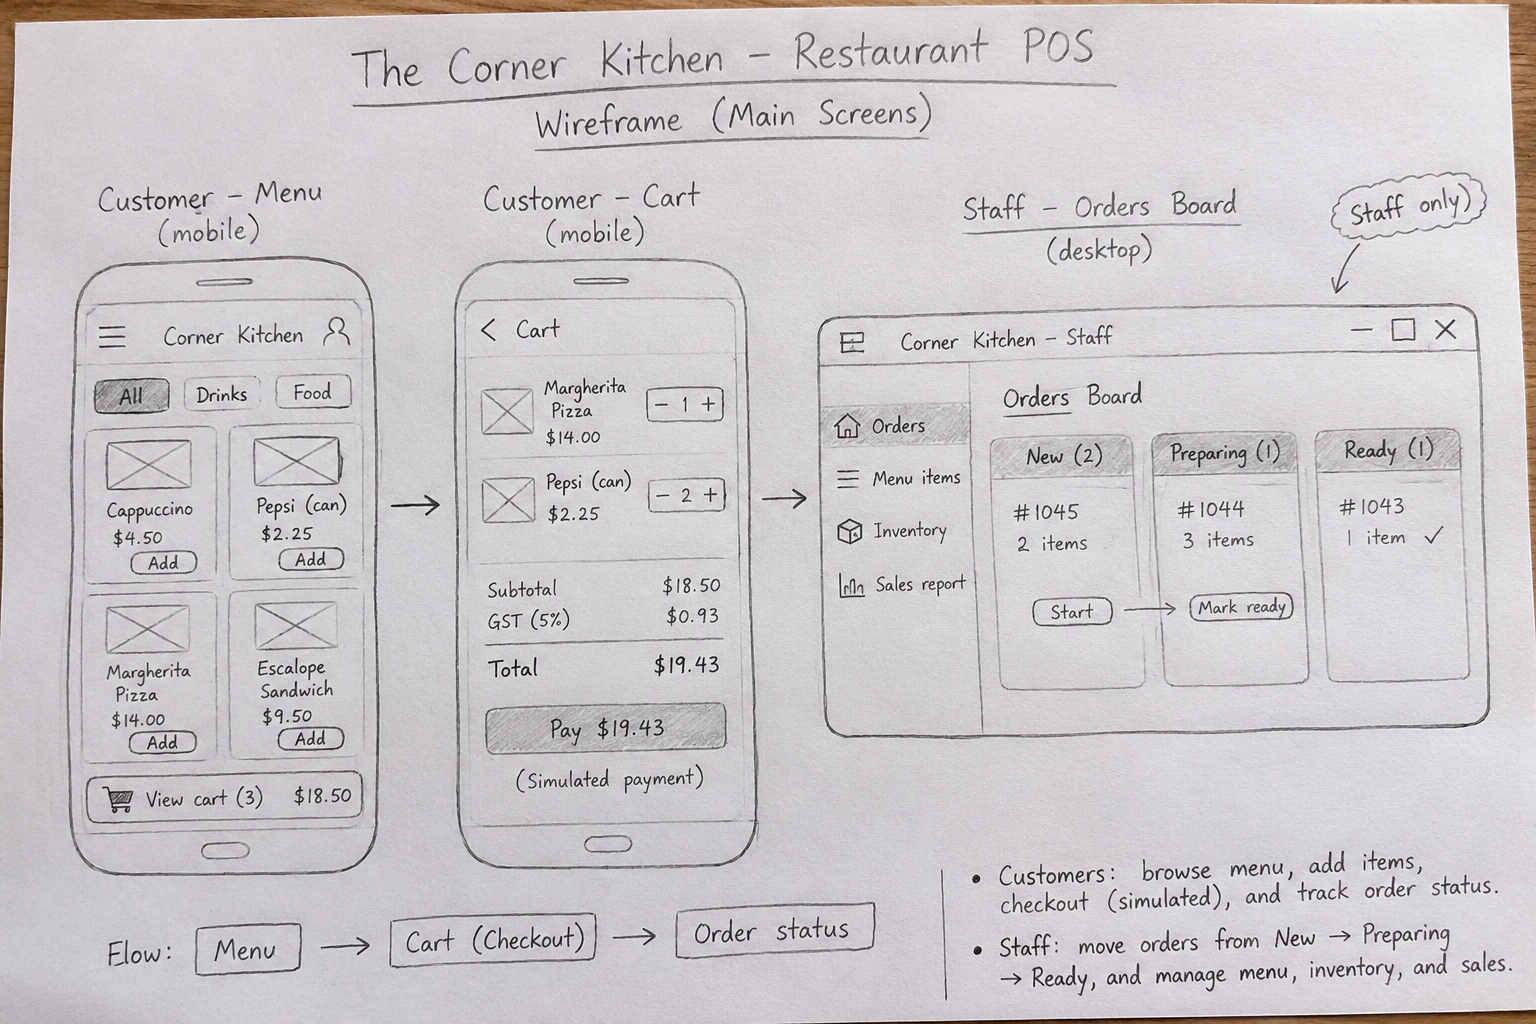 The Corner Kitchen – Restaurant POS
Wireframe (Main Screens)
Customer – Menu
(mobile)
Corner Kitchen
All
Drinks
Food
Cappuccino
$4.50
Add
Pepsi (can)
$2.25
Add
Margherita
Pizza
$14.00
Add
Escalope
Sandwich
$9.50
Add
View cart (3) $18.50
Customer – Cart
(mobile)
< Cart
Margherita
Pizza
$14.00
− 1 +
Pepsi (can)
$2.25
− 2 +
Subtotal $18.50
GST (5%) $0.93
Total $19.43
Pay $19.43
(Simulated payment)
Staff – Orders Board
(desktop)
Staff only)
Corner Kitchen – Staff
Orders
Menu items
Inventory
Sales report
Orders Board
New (2)
#1045
2 items
Start
Preparing (1)
#1044
3 items
Mark ready
Ready (1)
#1043
1 item ✓
Flow: Menu → Cart (Checkout) → Order status
• Customers: browse menu, add items,
checkout (simulated), and track order status.
• Staff: move orders from New → Preparing
→ Ready, and manage menu, inventory, and sales.